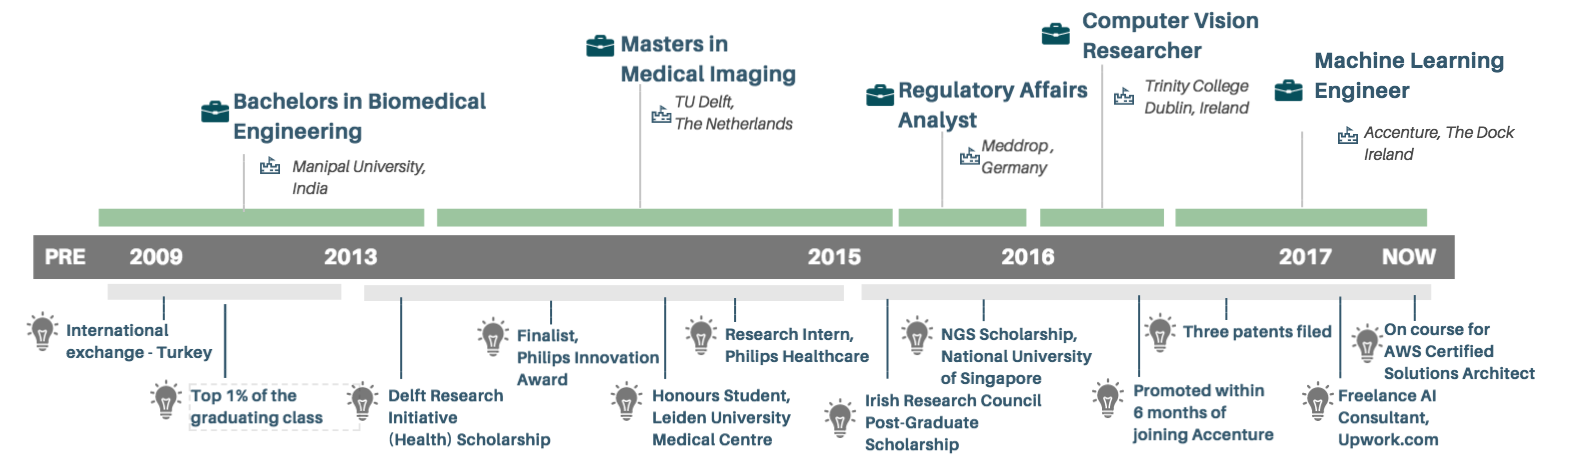 Bachelors in Biomedical
Engineering
Manipal University,
India
Masters in
Medical Imaging
TU Delft,
The Netherlands
Regulatory Affairs
Analyst
Meddrop ,
Germany
Computer Vision
Researcher
Trinity College
Dublin, Ireland
Machine Learning
Engineer
Accenture, The Dock
Ireland
PRE 2009 2013 2015 2016 2017 NOW
International
exchange - Turkey
Top 1% of the
graduating class
Delft Research
Initiative
(Health) Scholarship
Finalist,
Philips Innovation
Award
Honours Student,
Leiden University
Medical Centre
Research Intern,
Philips Healthcare
Irish Research Council
Post-Graduate
Scholarship
NGS Scholarship,
National University
of Singapore
Promoted within
6 months of
joining Accenture
Three patents filed
Freelance AI
Consultant,
Upwork.com
On course for
AWS Certified
Solutions Architect